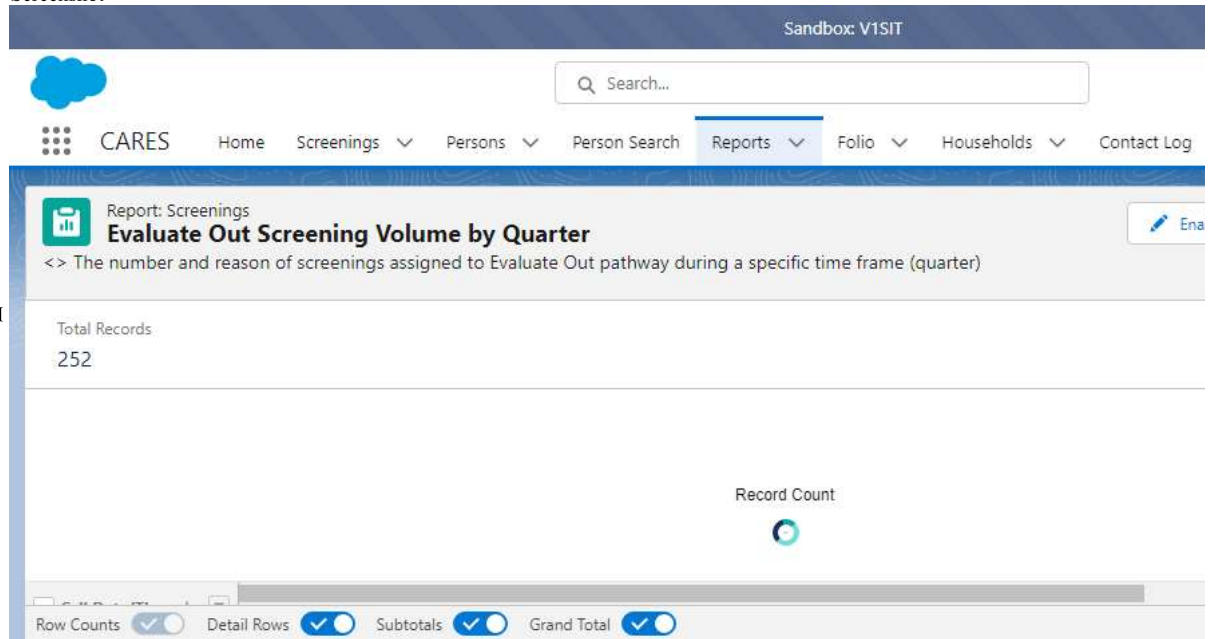 Sandbox: V1SIT
Search...
CARES Home Screenings Persons Person Search Reports Folio Households Contact Log
Report: Screenings
Evaluate Out Screening Volume by Quarter
Ena
<> The number and reason of screenings assigned to Evaluate Out pathway during a specific time frame (quarter)
Total Records
252
Record Count
Row Counts Detail Rows Subtotals Grand Total